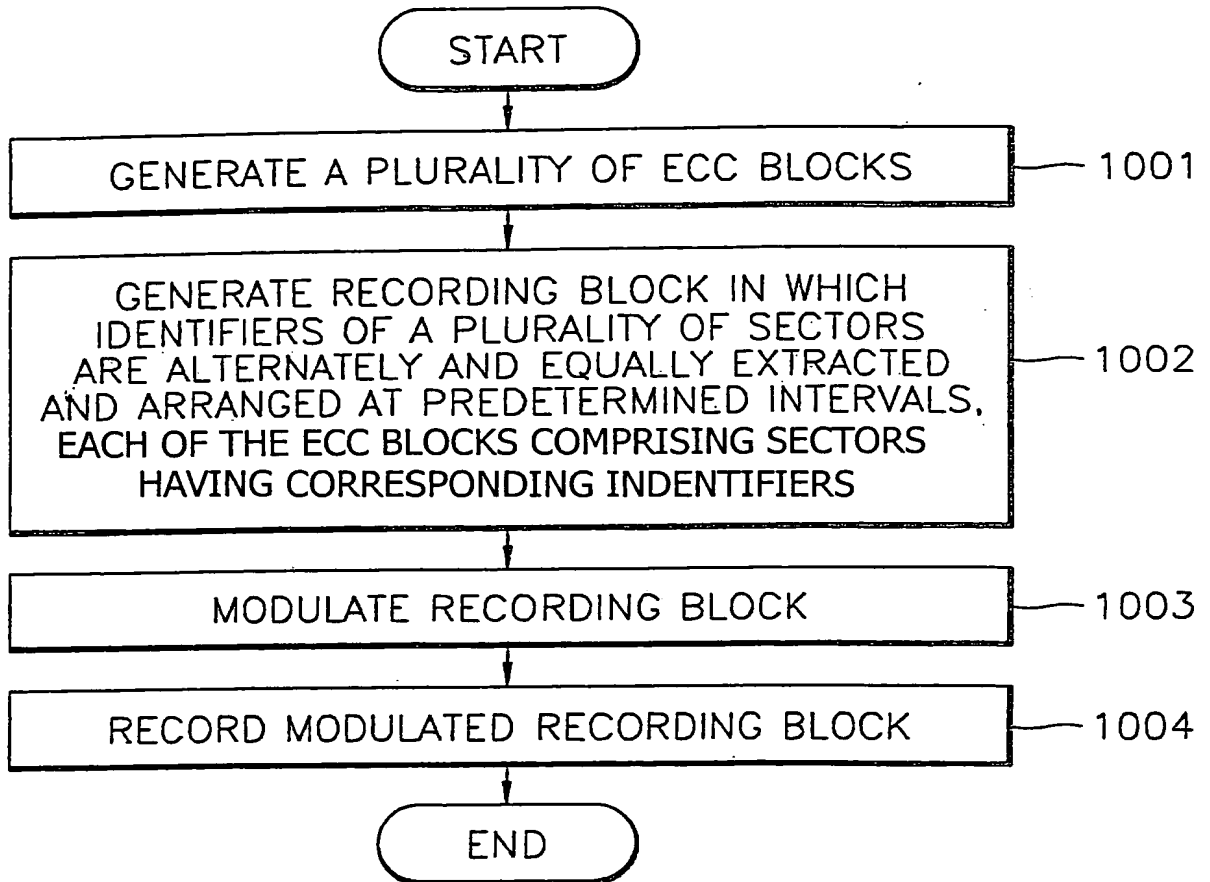 START
GENERATE A PLURALITY OF ECC BLOCKS
1001
GENERATE RECORDING BLOCK IN WHICH
IDENTIFIERS OF A PLURALITY OF SECTORS
ARE ALTERNATELY AND EQUALLY EXTRACTED
AND ARRANGED AT PREDETERMINED INTERVALS,
EACH OF THE ECC BLOCKS COMPRISING SECTORS
HAVING CORRESPONDING INDENTIFIERS
1002
MODULATE RECORDING BLOCK
1003
RECORD MODULATED RECORDING BLOCK
1004
END